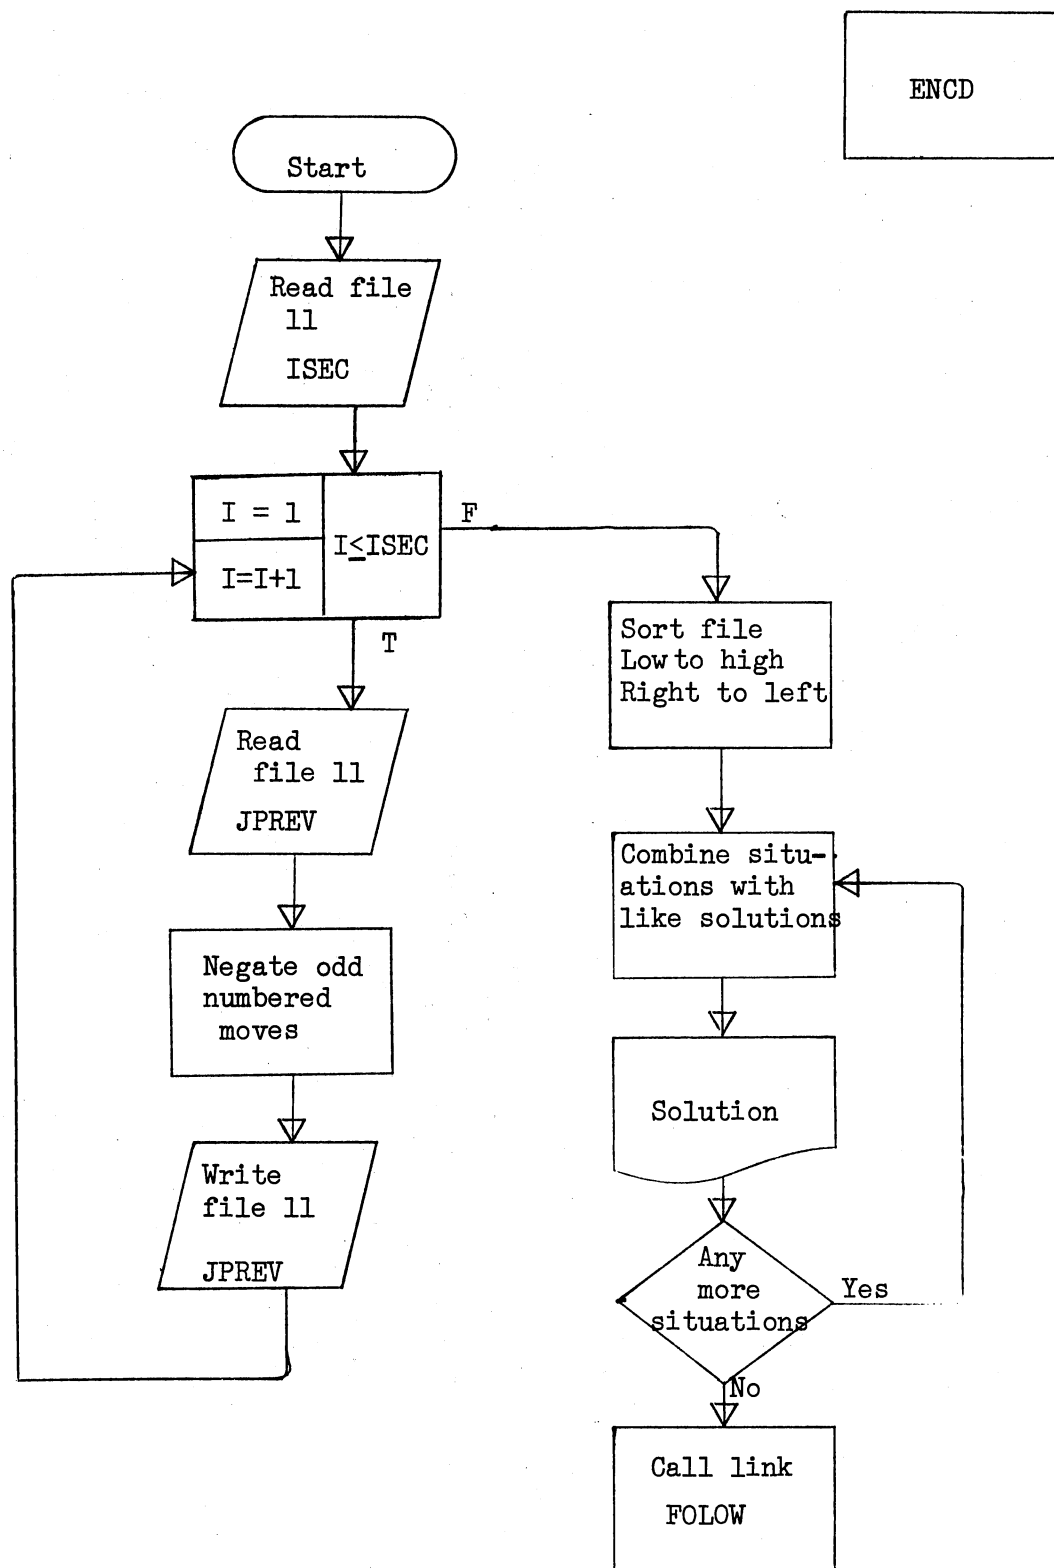 ENCD
Start
Read file
11
ISEC
I = 1
I=I+1
I≤ISEC
F
T
Read
file 11
JPREV
Negate odd
numbered
moves
Write
file 11
JPREV
Sort file
Low to high
Right to left
Combine situ-
ations with
like solutions
Solution
Any
more
situations
Yes
No
Call link
FOLOW